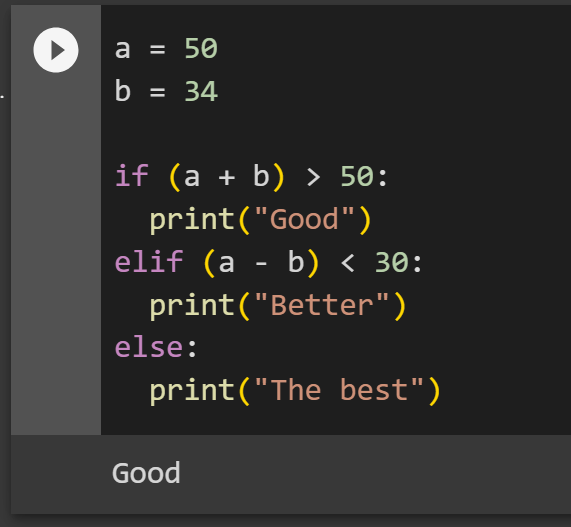 a = 50
b = 34
if (a + b) > 50:
  print("Good")
elif (a - b) < 30:
  print("Better")
else:
  print("The best")
Good